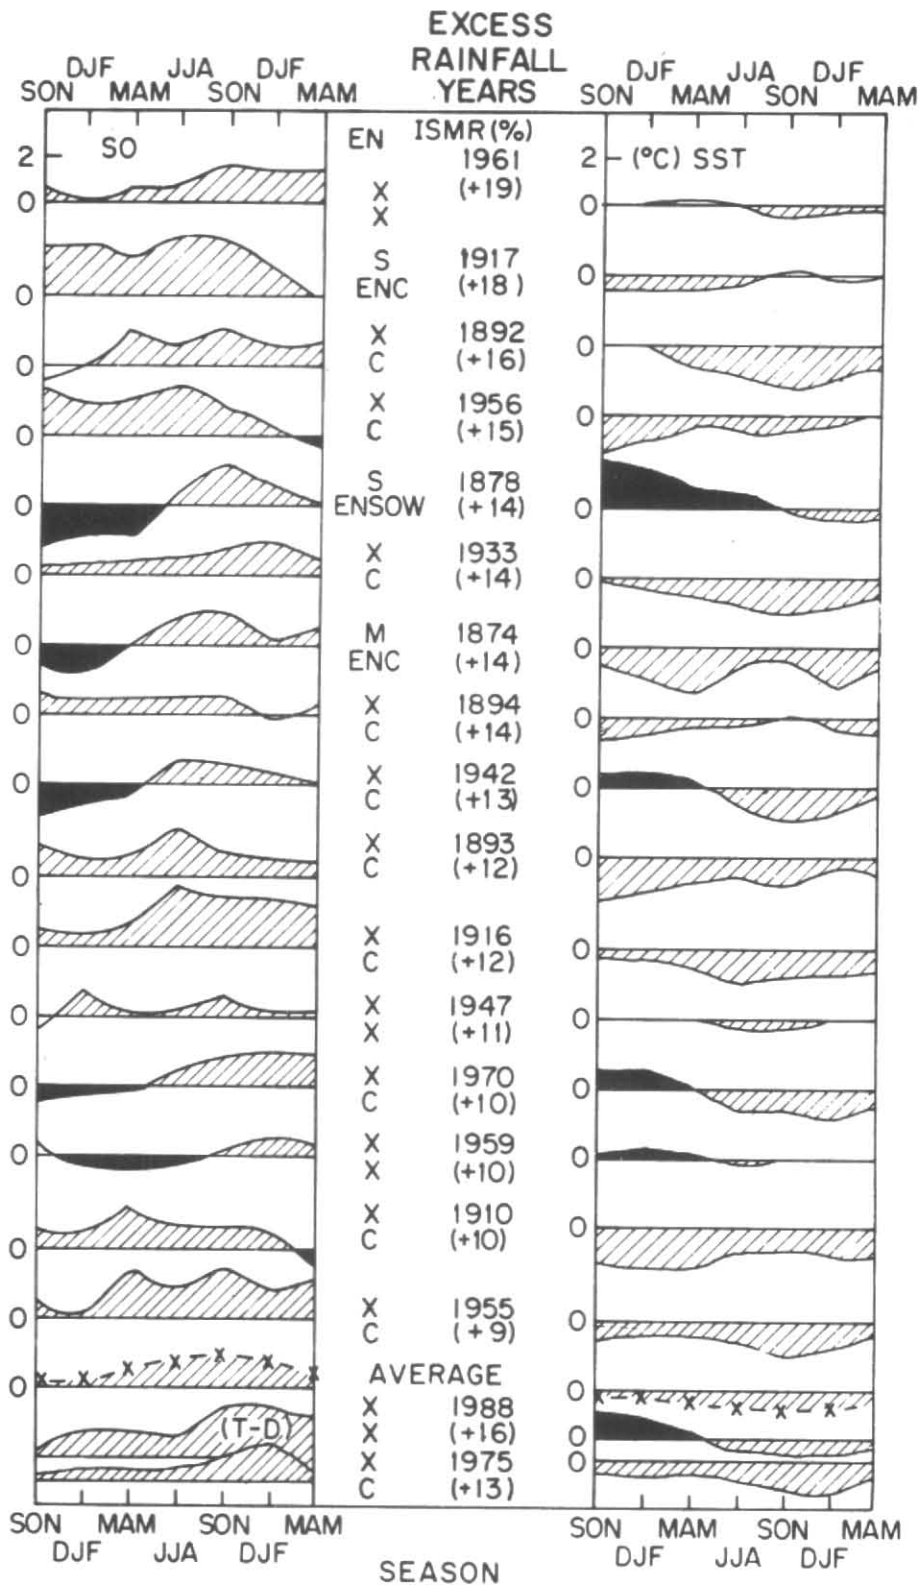 EXCESS
RAINFALL
YEARS
DJF JJA DJF
SON MAM SON MAM
DJF JJA DJF
SON MAM SON MAM
SO
EN ISMR (%)
(°C) SST
2
0
X 1961
X (+19)
2
0
0
S 1917
ENC (+18)
0
0
X 1892
C (+16)
0
0
X 1956
C (+15)
0
0
S 1878
ENSOW (+14)
0
0
X 1933
C (+14)
0
0
M 1874
ENC (+14)
0
0
X 1894
C (+14)
0
0
X 1942
C (+13)
0
0
X 1893
C (+12)
0
0
X 1916
C (+12)
0
0
X 1947
X (+11)
0
0
X 1970
C (+10)
0
0
X 1959
X (+10)
0
0
X 1910
C (+10)
0
0
X 1955
C (+9)
0
0
AVERAGE
0
(T-D)
X 1988
X (+16)
0
X 1975
C (+13)
0
SON MAM SON MAM
DJF JJA DJF
SON MAM SON MAM
DJF JJA DJF
SEASON